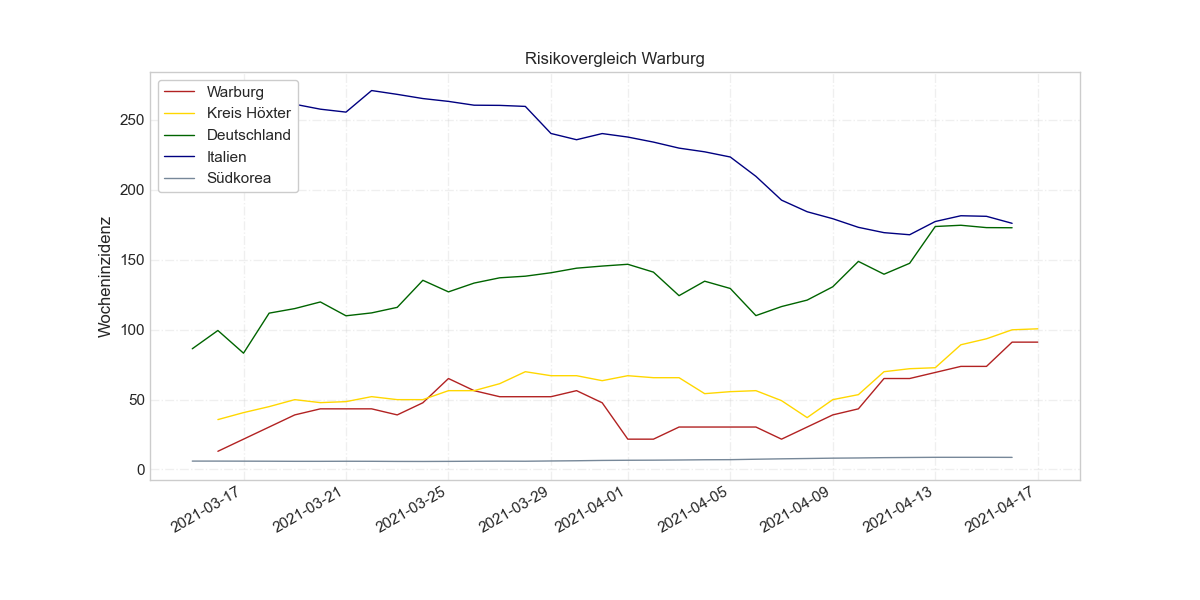 Risikovergleich Warburg
Warburg
Kreis Höxter
Deutschland
Italien
Südkorea
Wocheninzidenz
250
200
150
100
50
0
2021-03-17
2021-03-21
2021-03-25
2021-03-29
2021-04-01
2021-04-05
2021-04-09
2021-04-13
2021-04-17